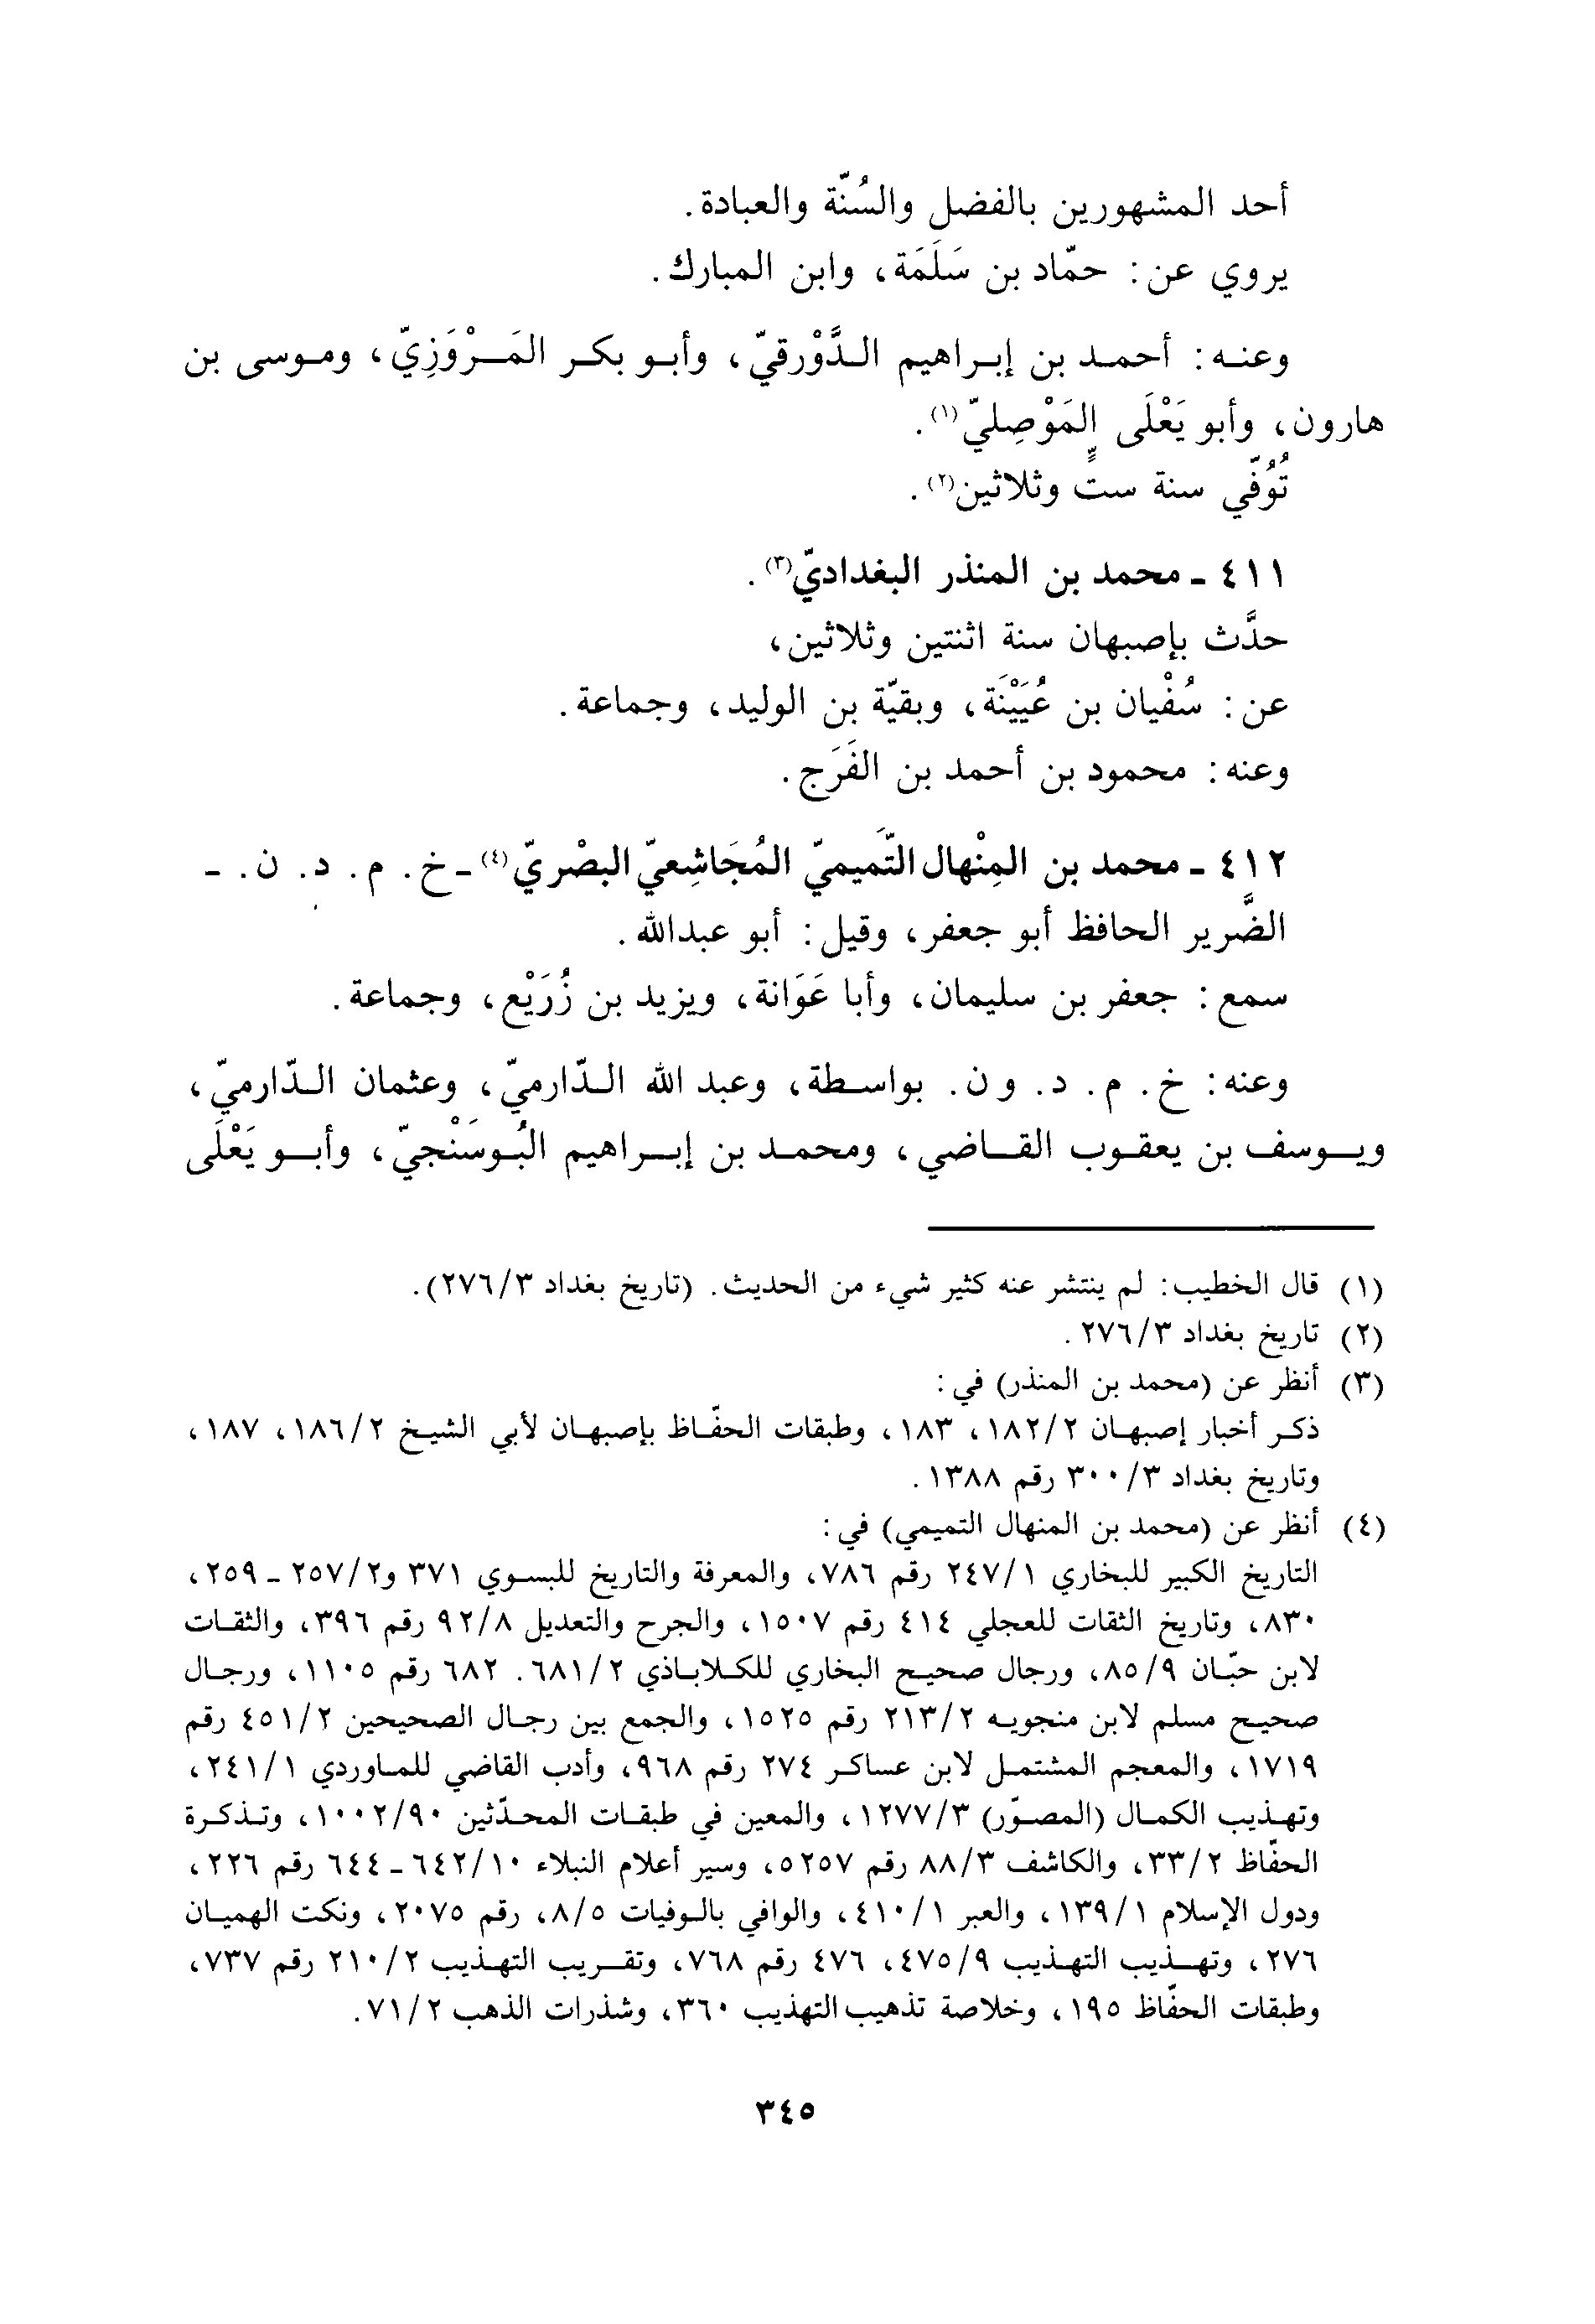 أحد المشهورين بالفضل والسُنّة والعبادة.
يروي عن: حمّاد بن سَلَمَة، وابن المبارك.
وعنه: أحمد بن إبراهيم الدَّوْرقيّ، وأبو بكر المَرْوَزِيّ، وموسى بن
هارون، وأبو يَعْلَى المَوْصِليّ(١).
تُوُفّي سنة ستٍّ وثلاثين(٢).
٤١١ - محمد بن المنذر البغداديّ(٣).
حدَّث بإصبهان سنة اثنتين وثلاثين،
عن: سُفْيان بن عُيَيْنَة، وبقيّة بن الوليد، وجماعة.
وعنه: محمود بن أحمد بن الفَرَج.
٤١٢ - محمد بن المِنْهال التَّميميّ المُجَاشِعيّ البصْريّ(٤) - خ. م. د. ن. -
الضَّرير الحافظ أبو جعفر، وقيل: أبو عبدالله.
سمع: جعفر بن سليمان، وأبا عَوَانة، ويزيد بن زُرَيْع، وجماعة.
وعنه: خ. م. د. و ن. بواسطة، وعبد الله الدّارميّ، وعثمان الدّارميّ،
ويوسف بن يعقوب القاضي، ومحمد بن إبراهيم البُوسَنْجيّ، وأبو يَعْلَى
(١) قال الخطيب: لم ينتشر عنه كثير شيء من الحديث. (تاريخ بغداد ٢٧٦/٣).
(٢) تاريخ بغداد ٢٧٦/٣.
(٣) أنظر عن (محمد بن المنذر) في:
ذكر أخبار إصبهان ١٨٢/٢، ١٨٣، وطبقات الحفّاظ بإصبهان لأبي الشيخ ١٨٦/٢، ١٨٧،
وتاريخ بغداد ٣٠٠/٣ رقم ١٣٨٨.
(٤) أنظر عن (محمد بن المنهال التميمي) في:
التاريخ الكبير للبخاري ٢٤٧/١ رقم ٧٨٦، والمعرفة والتاريخ للبسوي ٣٧١ و٢٥٧/٢ - ٢٥٩،
٨٣٠، وتاريخ الثقات للعجلي ٤١٤ رقم ١٥٠٧، والجرح والتعديل ٩٢/٨ رقم ٣٩٦، والثقات
لابن حبّان ٨٥/٩، ورجال صحيح البخاري للكلاباذي ٦٨١/٢. ٦٨٢ رقم ١١٠٥، ورجال
صحيح مسلم لابن منجويه ٢١٣/٢ رقم ١٥٢٥، والجمع بين رجال الصحيحين ٤٥١/٢ رقم
١٧١٩، والمعجم المشتمل لابن عساكر ٢٧٤ رقم ٩٦٨، وأدب القاضي للماوردي ٢٤١/١،
وتهذيب الكمال (المصوّر) ١٢٧٧/٣، والمعين في طبقات المحدّثين ١٠٠٢/٩٠، وتذكرة
الحفّاظ ٣٣/٢، والكاشف ٨٨/٣ رقم ٥٢٥٧، وسير أعلام النبلاء ٦٤٢/١٠ - ٦٤٤ رقم ٢٢٦،
ودول الإسلام ١٣٩/١، والعبر ٤١٠/١، والوافي بالوفيات ٨/٥، رقم ٢٠٧٥، ونكت الهميان
٢٧٦، وتهذيب التهذيب ٤٧٥/٩، ٤٧٦ رقم ٧٦٨، وتقريب التهذيب ٢١٠/٢ رقم ٧٣٧،
وطبقات الحفّاظ ١٩٥، وخلاصة تذهيب التهذيب ٣٦٠، وشذرات الذهب ٧١/٢.
٣٤٥